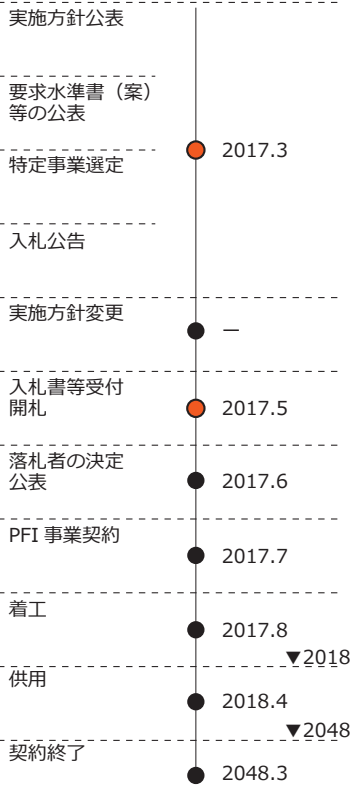 実施方針公表
要求水準書（案）
等の公表
特定事業選定
2017.3
入札公告
実施方針変更
－
入札書等受付
開札
2017.5
落札者の決定
公表
2017.6
PFI 事業契約
2017.7
着工
2017.8
▼2018
供用
2018.4
▼2048
契約終了
2048.3